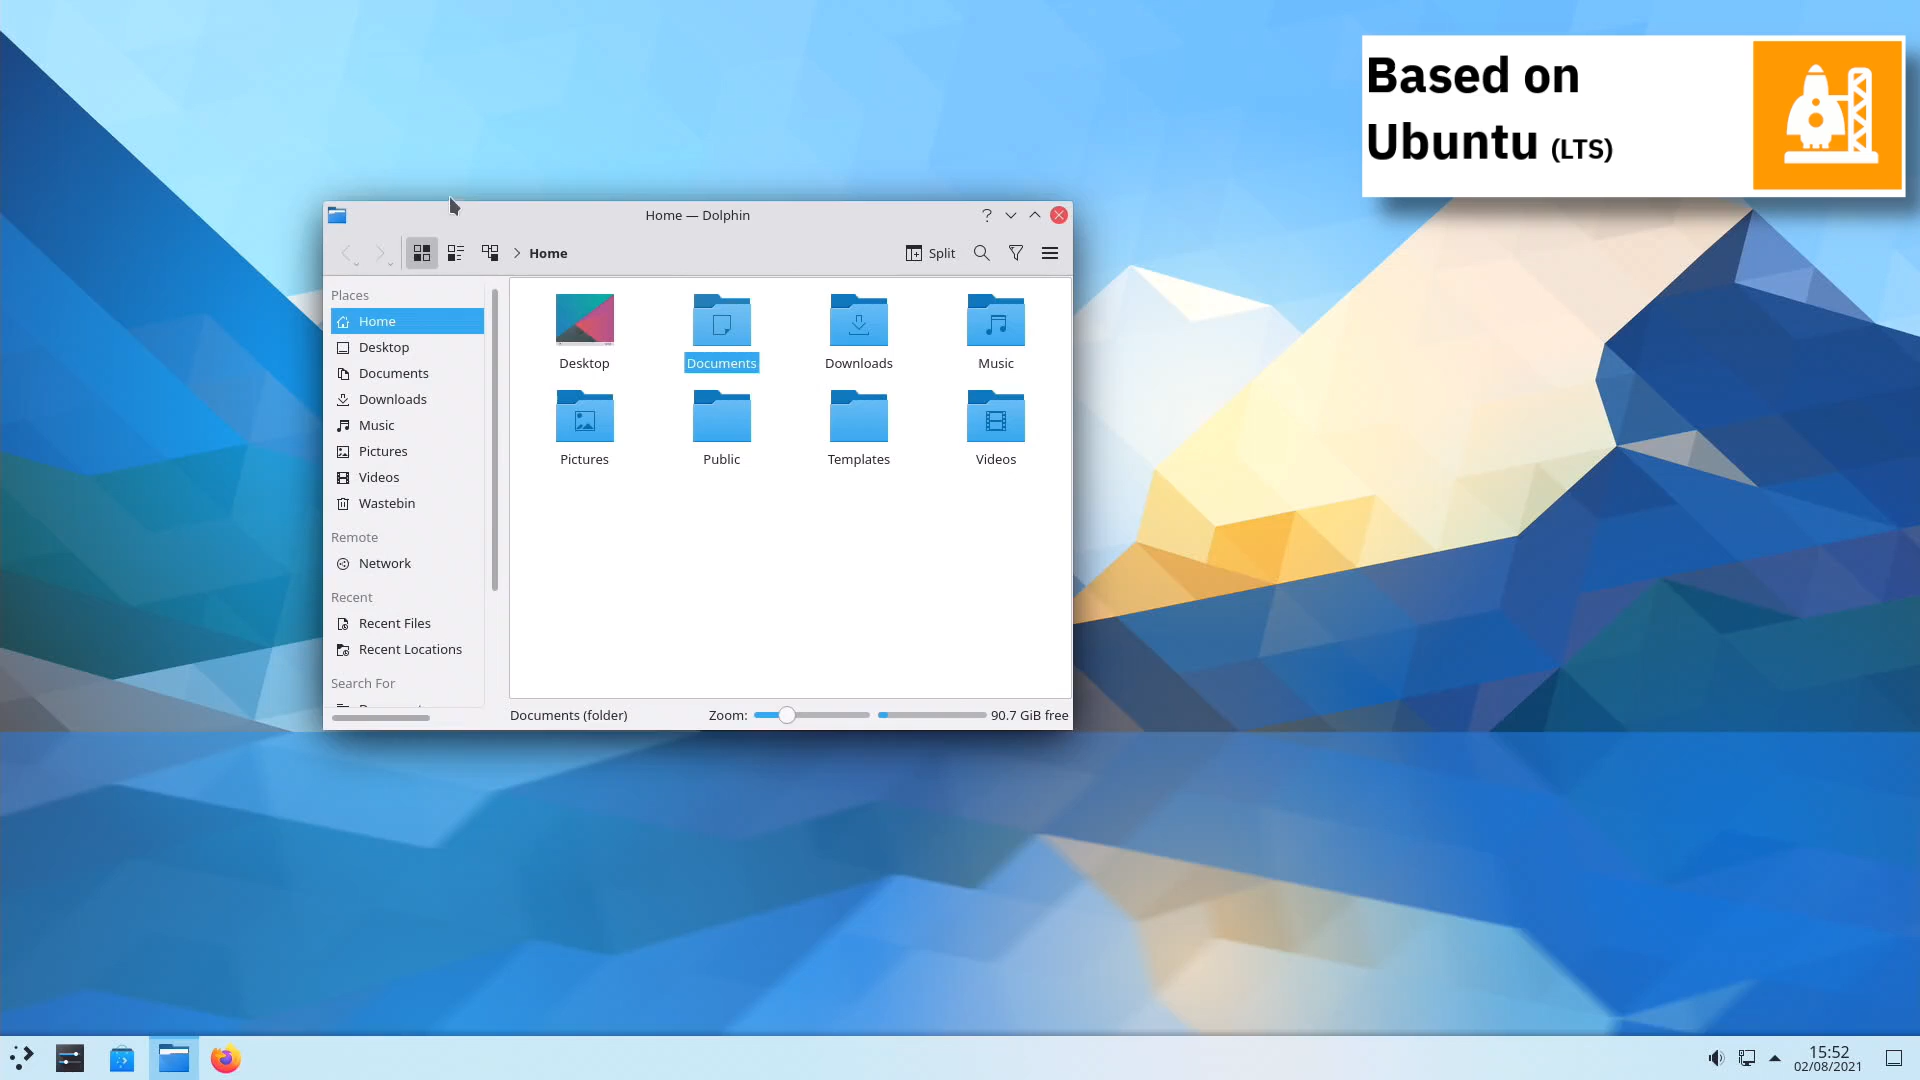 Based on
Ubuntu (LTS)
Home — Dolphin
?
Home
Split
Places
Home
Desktop
Documents
Downloads
Music
Pictures
Videos
Wastebin
Remote
Network
Recent
Recent Files
Recent Locations
Search For
Desktop
Documents
Downloads
Music
Pictures
Public
Templates
Videos
Documents (folder)
Zoom:
90.7 GiB free
15:52
02/08/2021